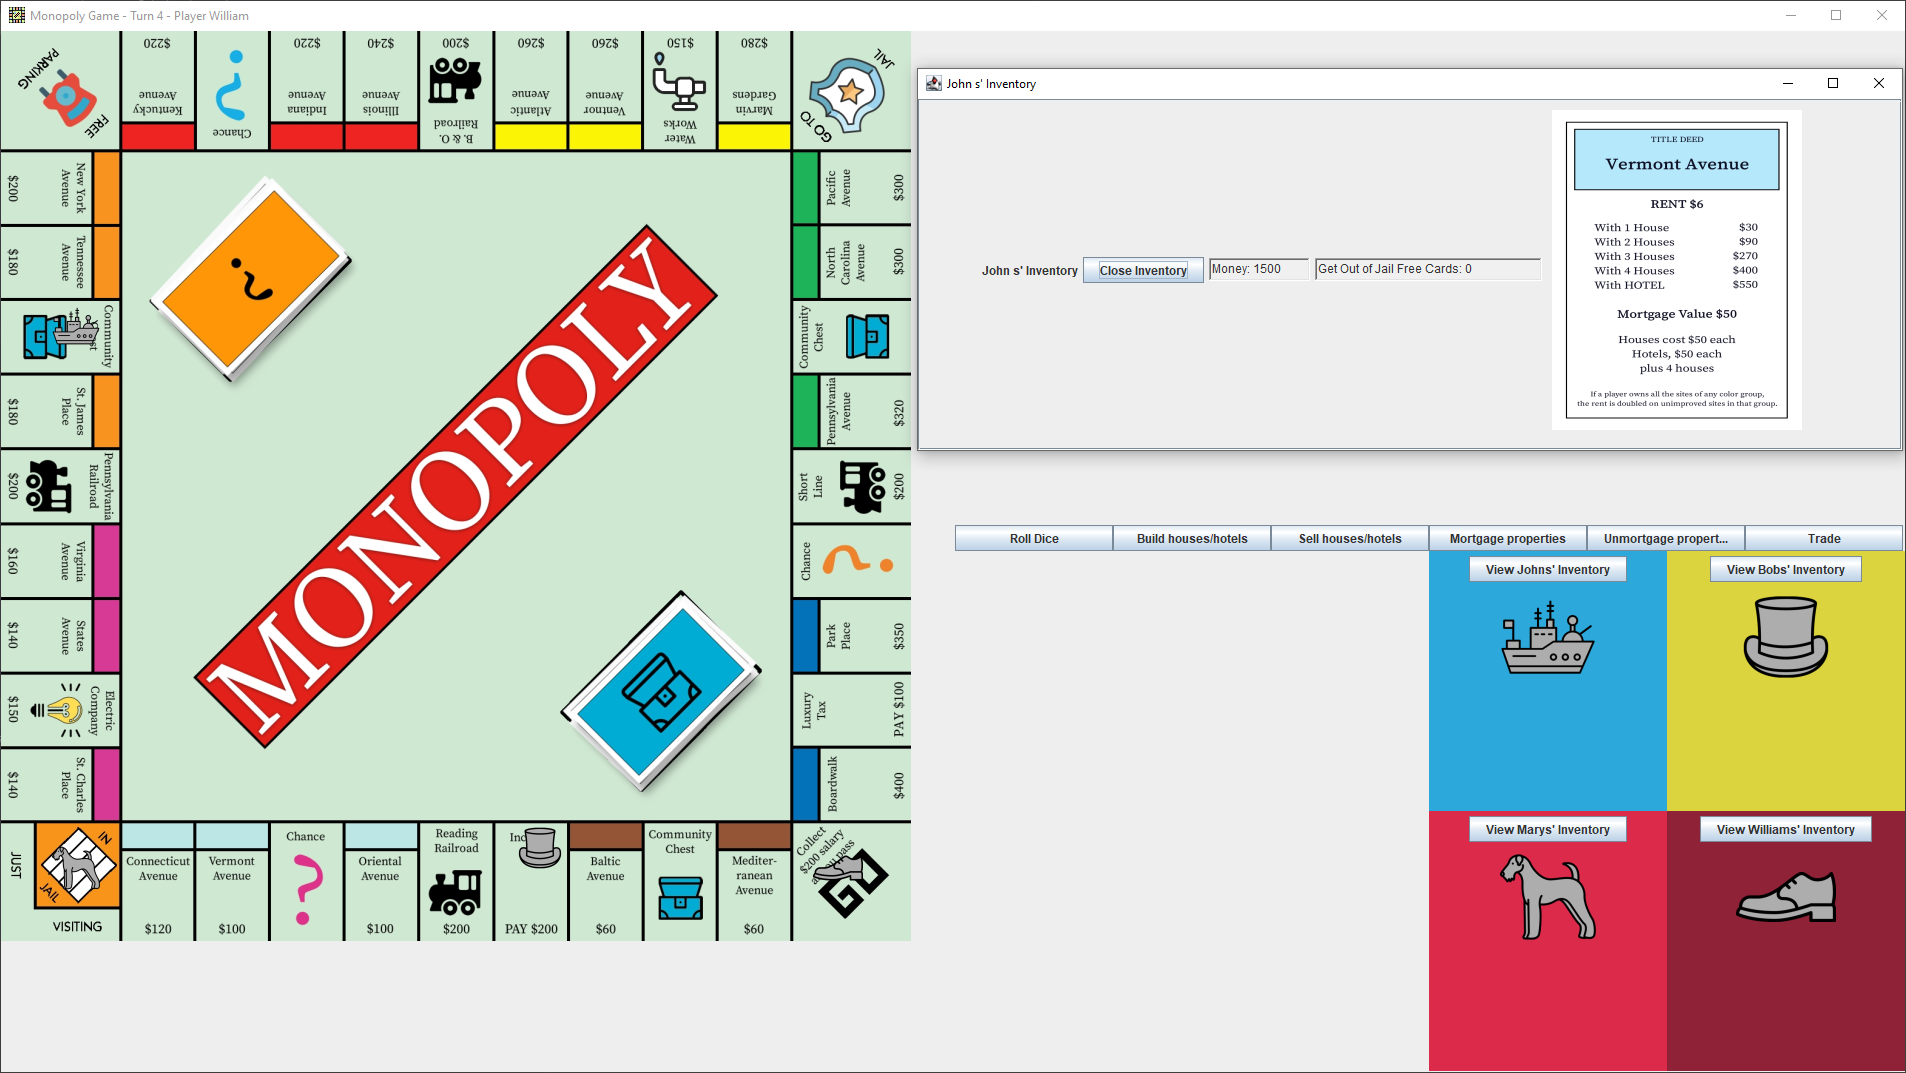 Monopoly Game - Turn 4 - Player William
PARKING
FREE
$220
Kentucky
Avenue
Chance
$220
Indiana
Avenue
$240
Illinois
Avenue
$200
B. & O.
Railroad
$260
Atlantic
Avenue
$260
Ventnor
Avenue
$150
Water
Works
$280
Marvin
Gardens
JAIL
GO TO
New York
Avenue
$200
Tennessee
Avenue
$180
Community
st
St. James
Place
$180
Pennsylvania
Railroad
$200
Virginia
Avenue
$160
States
Avenue
$140
Electric
Company
$150
St. Charles
Place
$140
MONOPOLY
Pacific
Avenue
$300
North
Carolina
Avenue
$300
Community
Chest
Pennsylvania
Avenue
$320
Short
Line
$200
Chance
Park
Place
$350
Luxury
Tax
PAY $100
Boardwalk
$400
JUST
IN
JAIL
VISITING
Connecticut
Avenue
$120
Vermont
Avenue
$100
Chance
Oriental
Avenue
$100
Reading
Railroad
$200
Inc
PAY $200
Baltic
Avenue
$60
Community
Chest
Mediter-
ranean
Avenue
$60
Collect
$200 salary
pass
GO
John s' Inventory
John s' Inventory
Close Inventory
Money: 1500
Get Out of Jail Free Cards: 0
TITLE DEED
Vermont Avenue
RENT $6
With 1 House $30
With 2 Houses $90
With 3 Houses $270
With 4 Houses $400
With HOTEL $550
Mortgage Value $50
Houses cost $50 each
Hotels, $50 each
plus 4 houses
If a player owns all the sites of any color group,
the rent is doubled on unimproved sites in that group.
Roll Dice
Build houses/hotels
Sell houses/hotels
Mortgage properties
Unmortgage propert...
Trade
View Johns' Inventory
View Bobs' Inventory
View Marys' Inventory
View Williams' Inventory